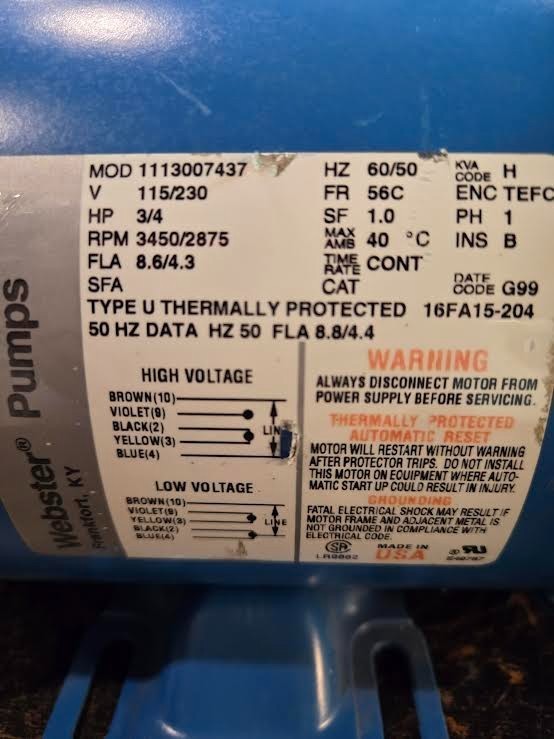 Webster® Pumps
Frankfort, KY
MOD 1113007437
V 115/230
HP 3/4
RPM 3450/2875
FLA 8.6/4.3
SFA
HZ 60/50
FR 56C
SF 1.0
MAX AMB 40 °C
TIME RATE CONT
CAT
KVA CODE H
ENC TEFC
PH 1
INS B
DATE CODE G99
TYPE U THERMALLY PROTECTED 16FA15-204
50 HZ DATA HZ 50 FLA 8.8/4.4
HIGH VOLTAGE
BROWN(10)
VIOLET(9)
BLACK(2)
YELLOW(3)
BLUE(4)
LOW VOLTAGE
BROWN(10)
VIOLET(9)
YELLOW(3)
BLACK(2)
BLUE(4)
LINE
WARNING
ALWAYS DISCONNECT MOTOR FROM
POWER SUPPLY BEFORE SERVICING.
THERMALLY PROTECTED
AUTOMATIC RESET
MOTOR WILL RESTART WITHOUT WARNING
AFTER PROTECTOR TRIPS. DO NOT INSTALL
THIS MOTOR ON EQUIPMENT WHERE AUTO-
MATIC START UP COULD RESULT IN INJURY.
GROUNDING
FATAL ELECTRICAL SHOCK MAY RESULT IF
MOTOR FRAME AND ADJACENT METAL IS
NOT GROUNDED IN COMPLIANCE WITH
ELECTRICAL CODE.
MADE IN
USA